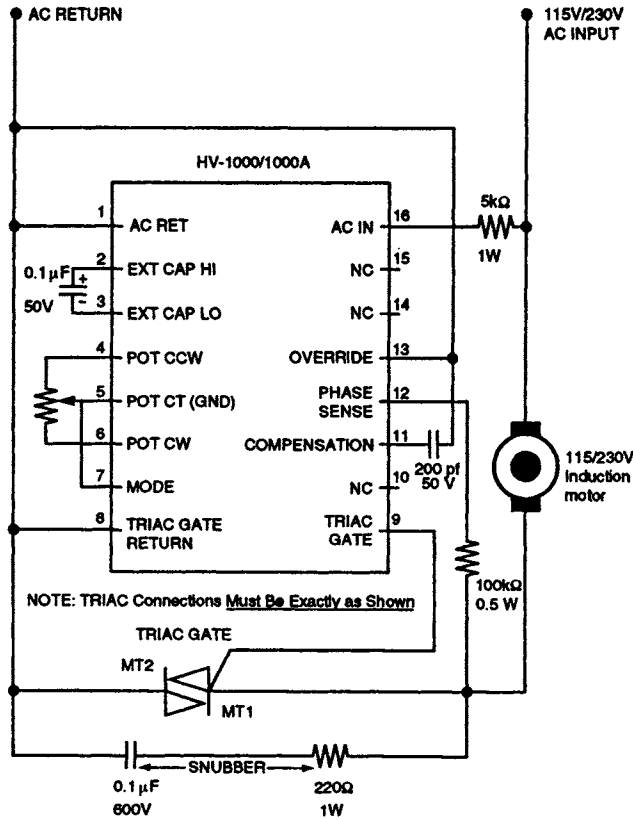 AC RETURN
115V/230V
AC INPUT
HV-1000/1000A
5kΩ
1W
1
AC RET
AC IN
16
2
EXT CAP HI
NC
15
0.1 µF
+
−
50V
3
EXT CAP LO
NC
14
4
POT CCW
OVERRIDE
13
5
POT CT (GND)
PHASE
SENSE
12
6
POT CW
COMPENSATION
11
200 pf
50 V
7
MODE
NC
10
8
TRIAC GATE
RETURN
TRIAC
GATE
9
115/230V
Induction
motor
100kΩ
0.5 W
NOTE: TRIAC Connections Must Be Exactly as Shown
TRIAC GATE
MT2
MT1
SNUBBER
0.1 µF
600V
220Ω
1W